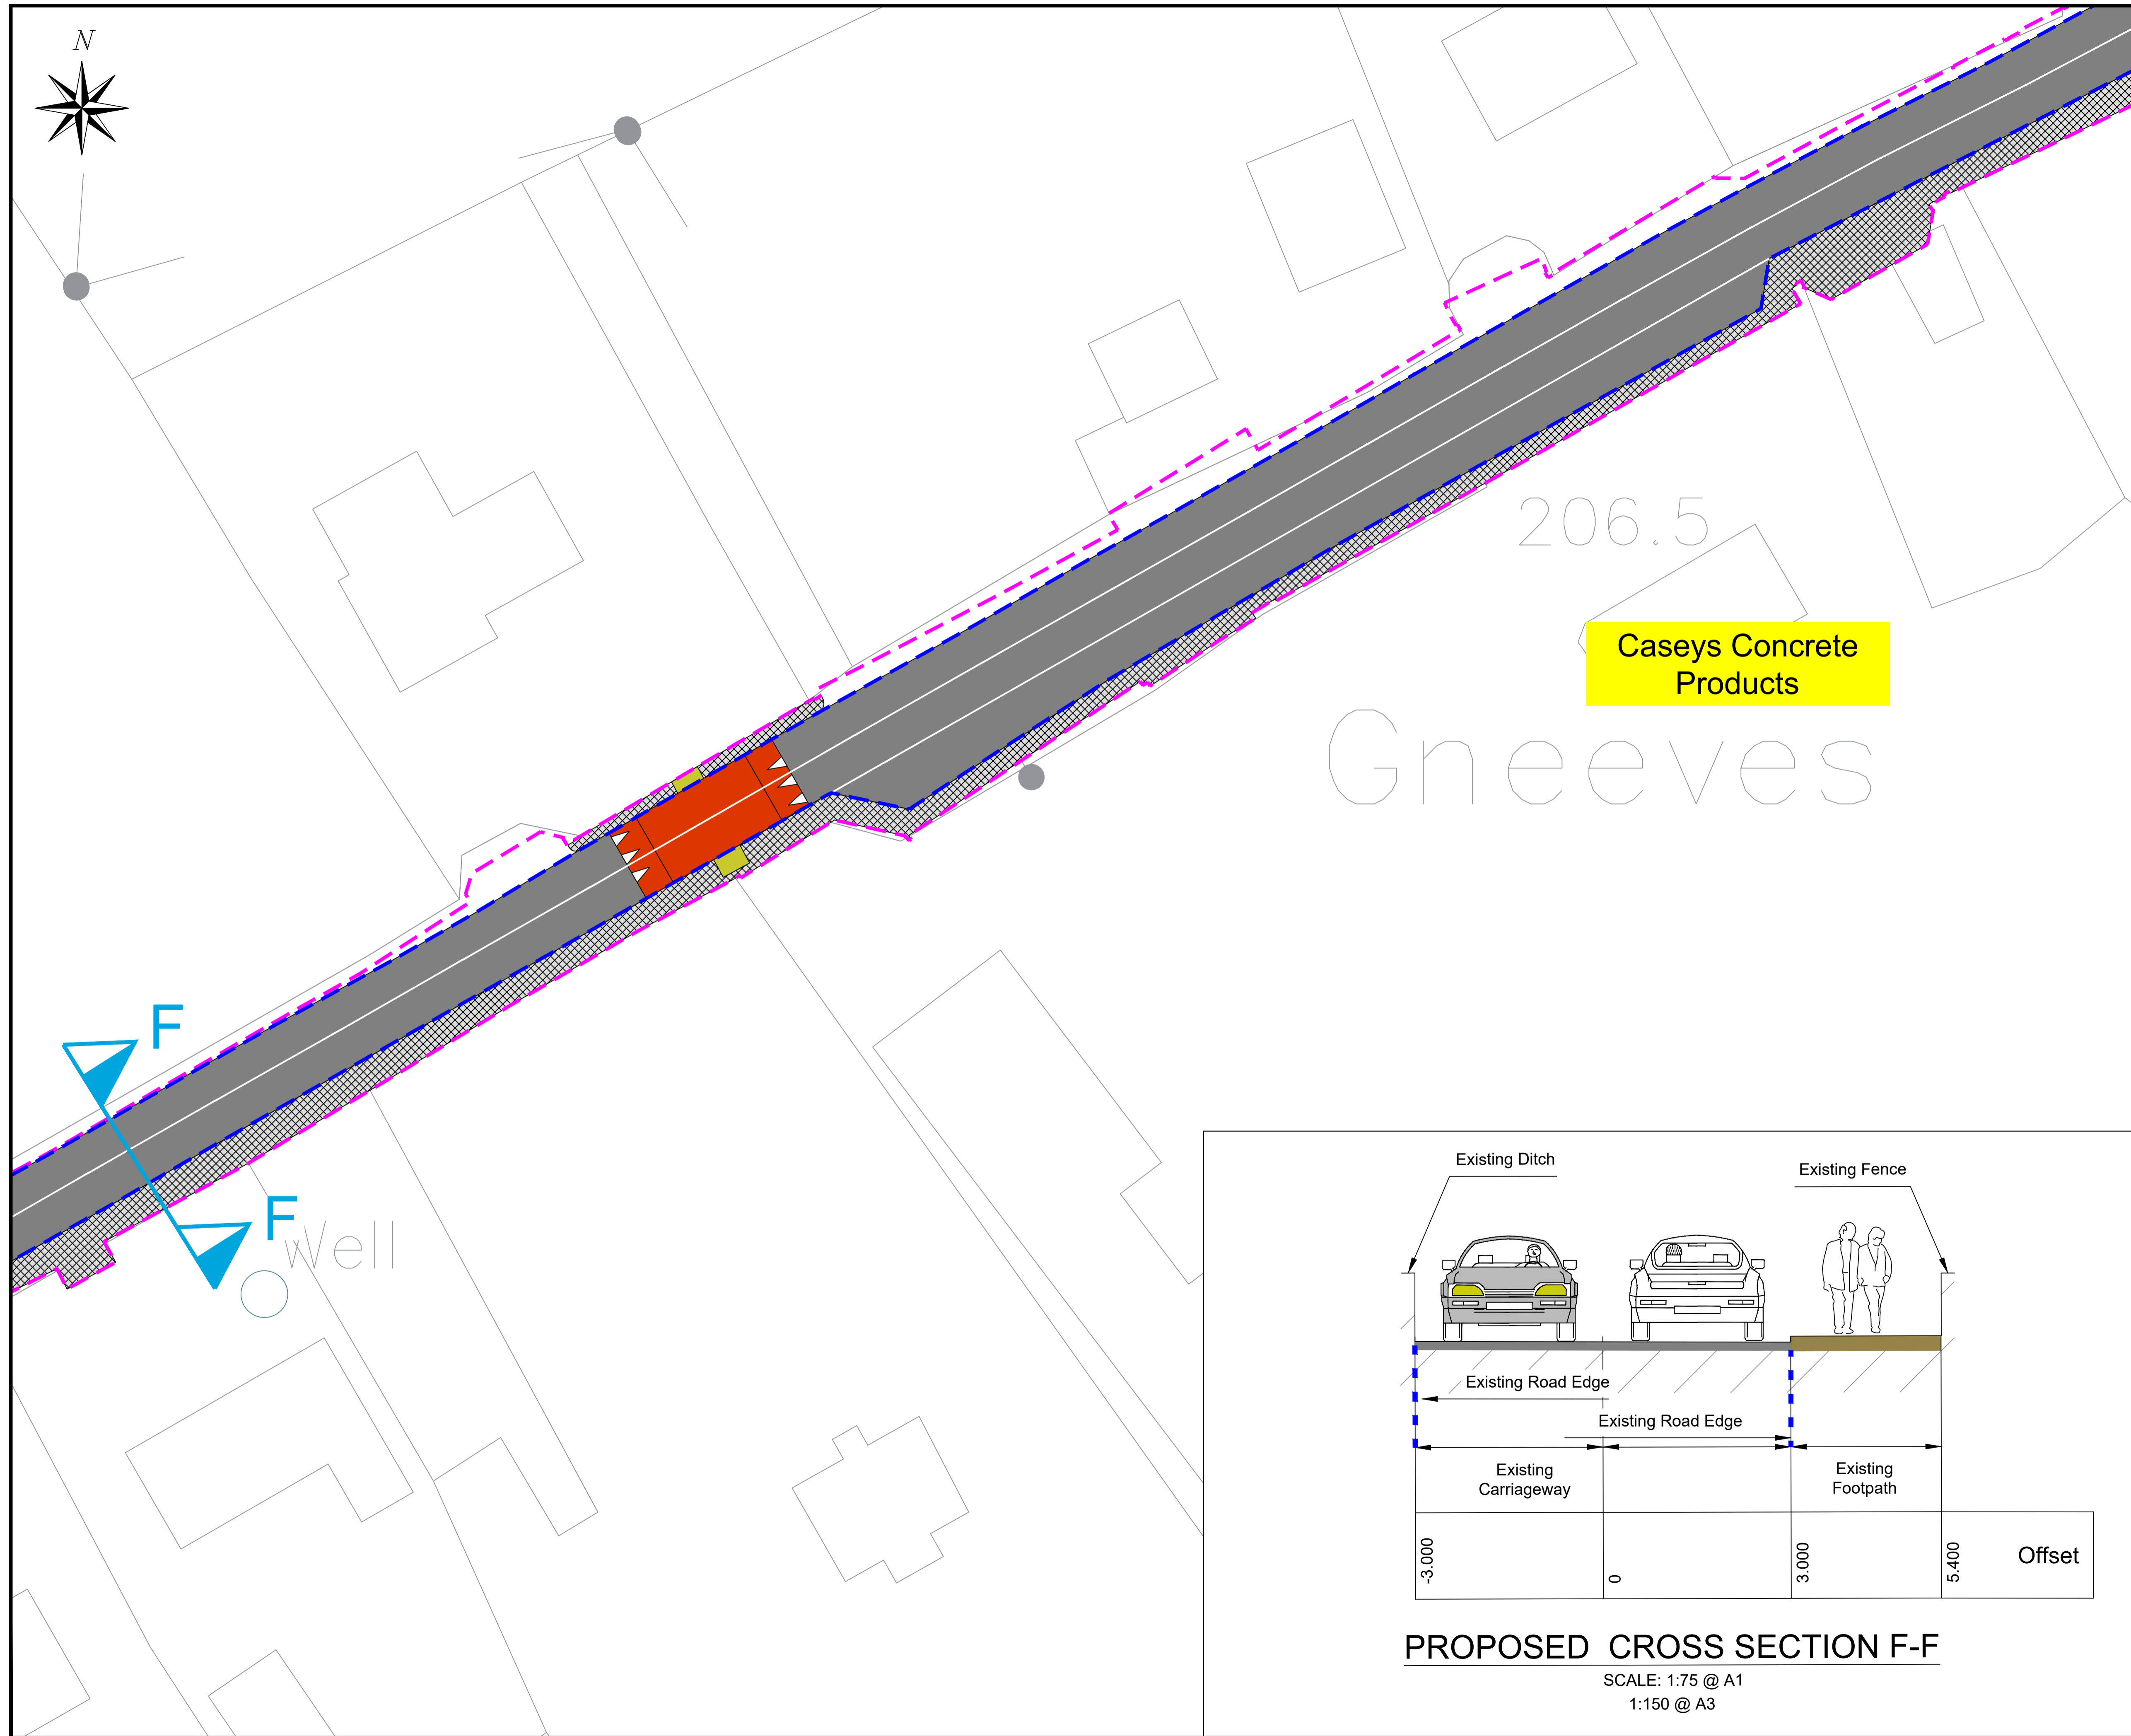 N
206.5
Caseys Concrete
Products
Gneeves
F
F
Well
Existing Ditch
Existing Fence
Existing Road Edge
Existing Road Edge
Existing
Carriageway
Existing
Footpath
-3.000
0
3.000
5.400
Offset
PROPOSED CROSS SECTION F-F
SCALE: 1:75 @ A1
1:150 @ A3